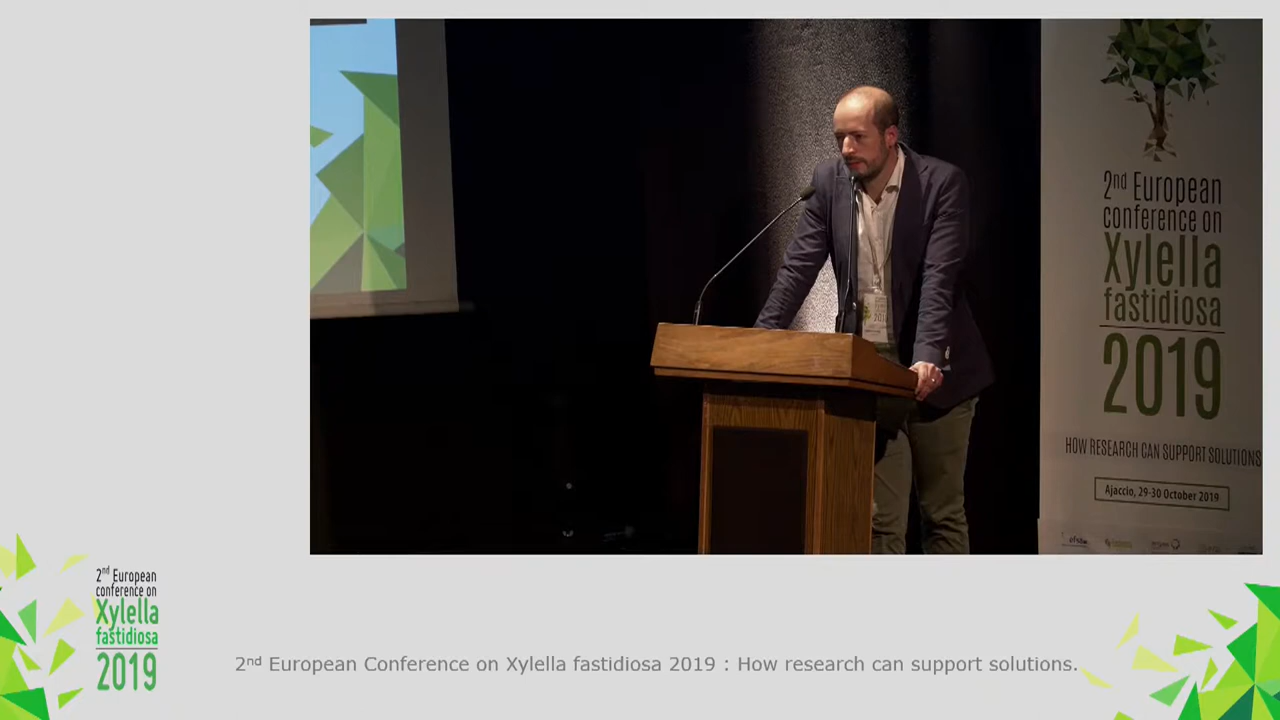 2nd European
conference on
Xylella
fastidiosa
2019
HOW RESEARCH CAN SUPPORT SOLUTIONS
Ajaccio, 29-30 October 2019
efsa
2nd European
conference on
Xylella
fastidiosa
2019
2nd European Conference on Xylella fastidiosa 2019 : How research can support solutions.